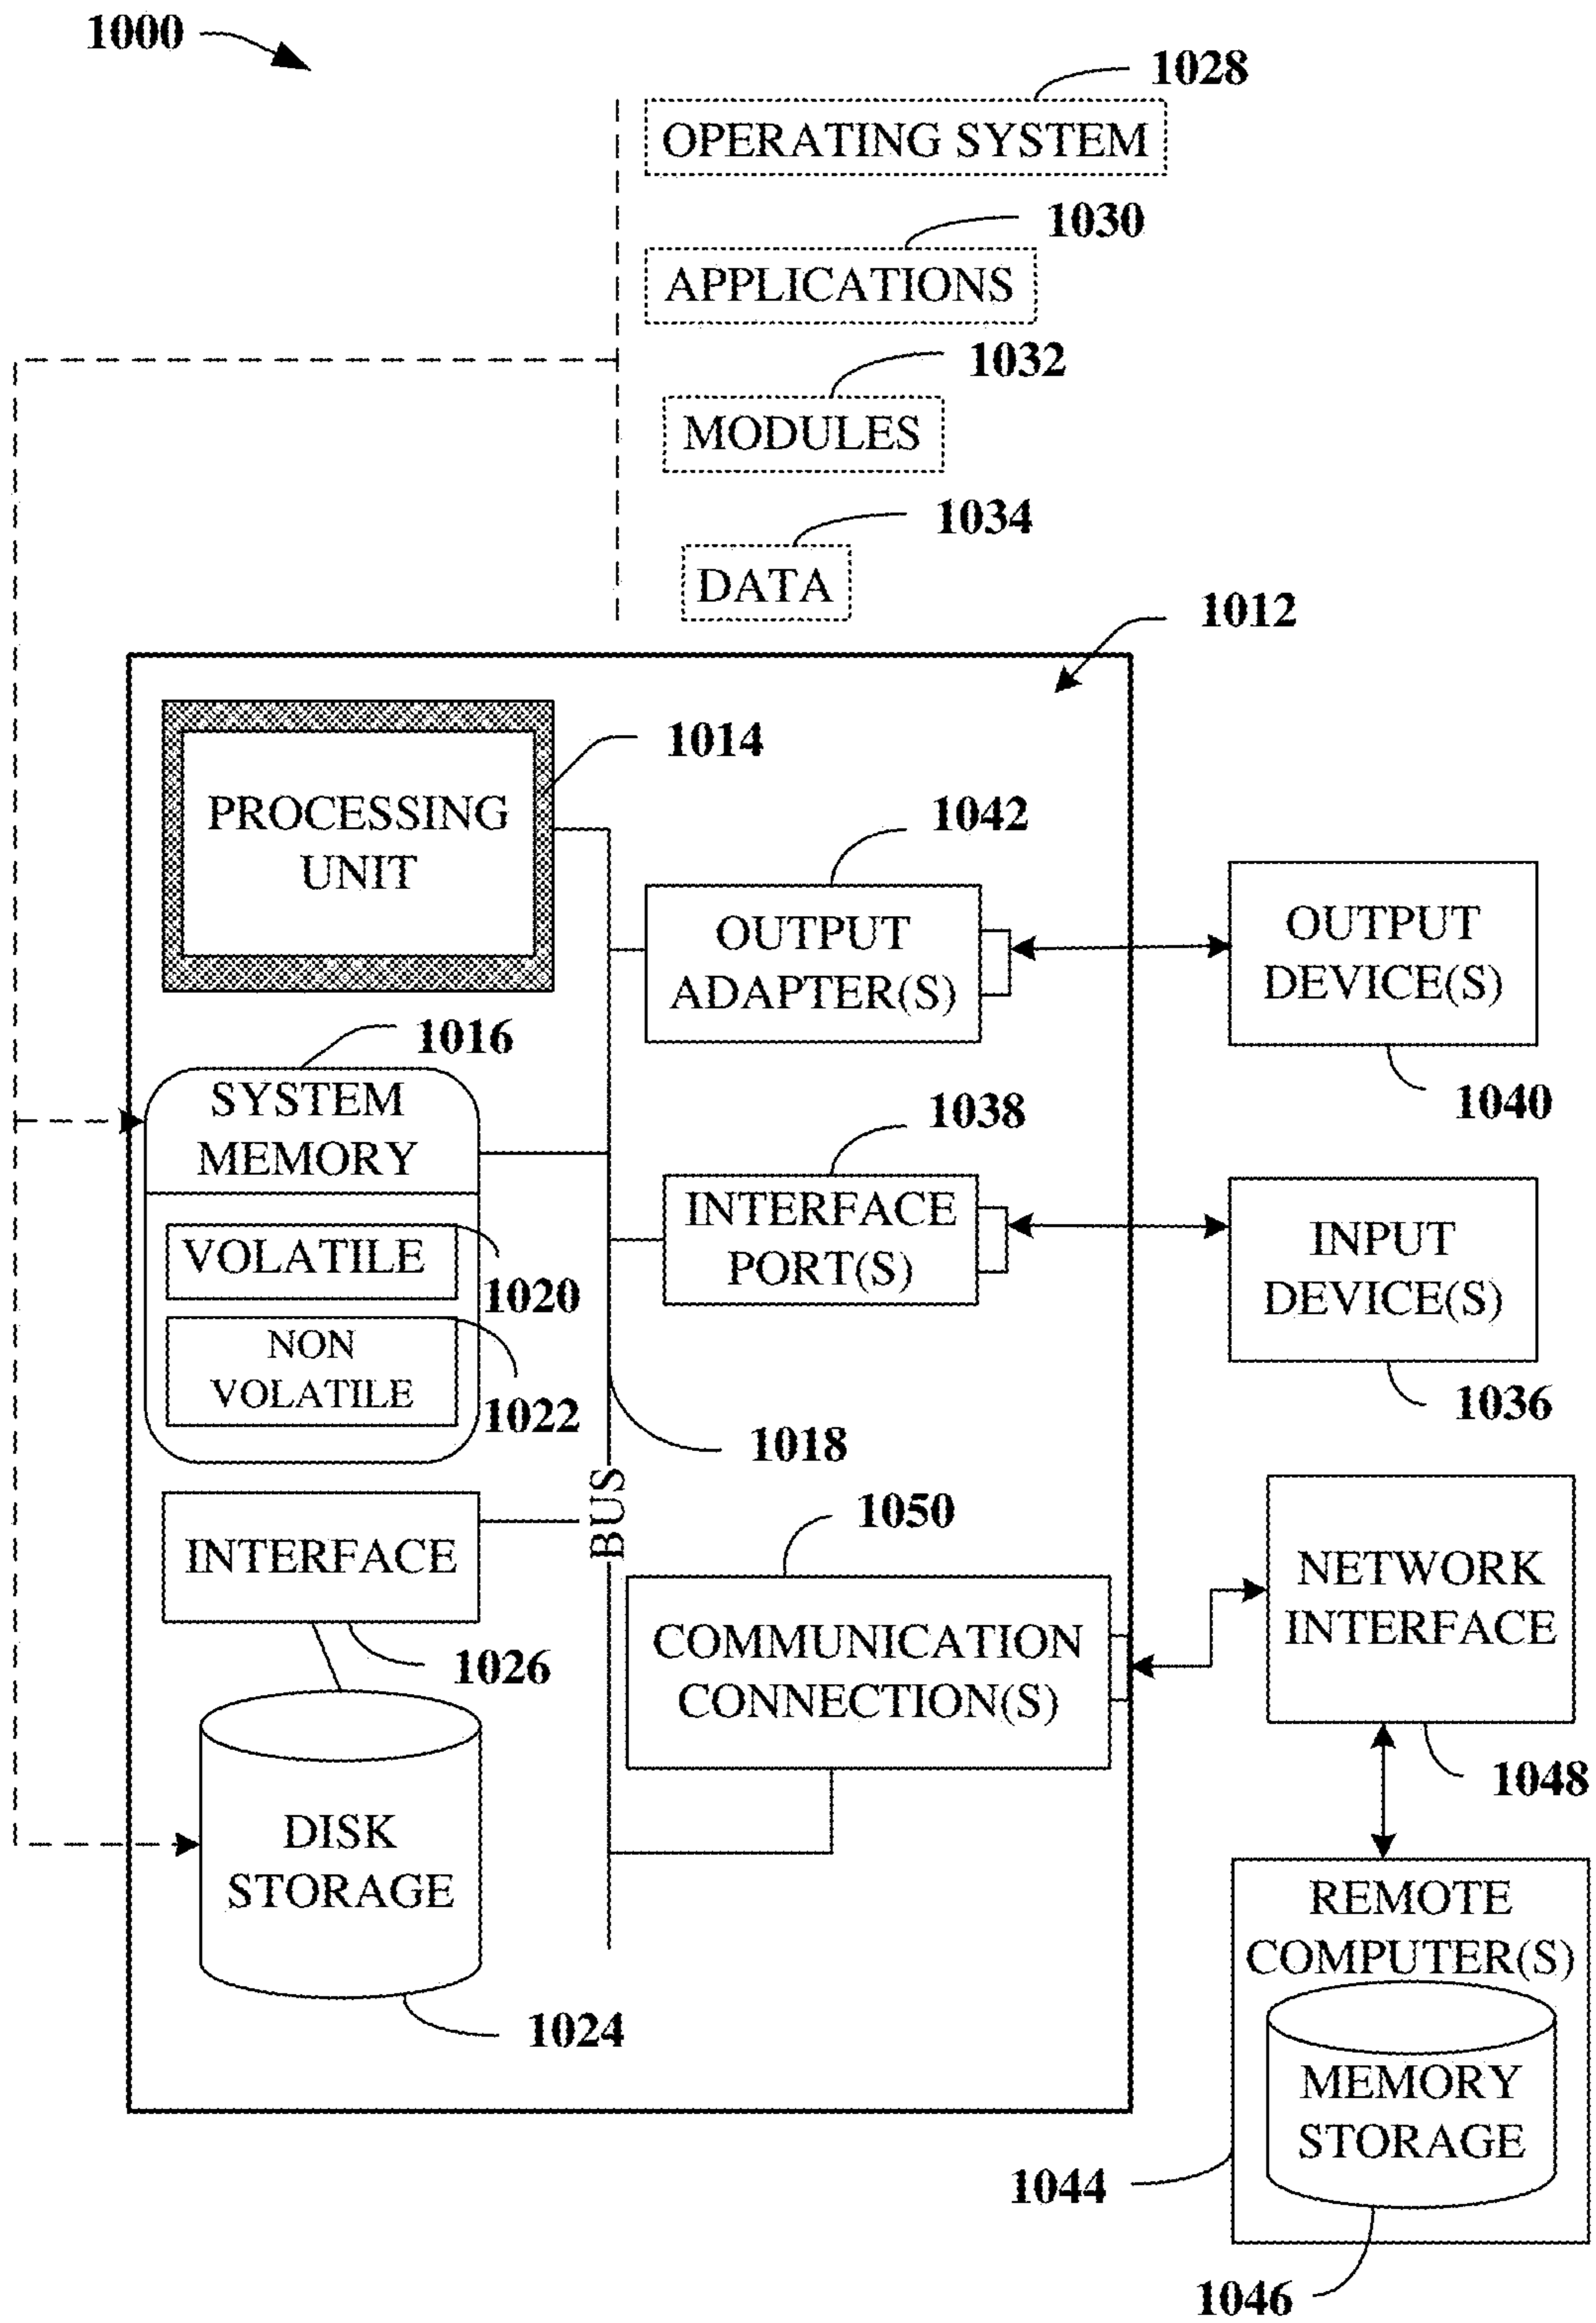 1000
1028
OPERATING SYSTEM
1030
APPLICATIONS
1032
MODULES
1034
DATA
1012
PROCESSING
UNIT
1014
1042
OUTPUT
ADAPTER(S)
OUTPUT
DEVICE(S)
1040
1016
SYSTEM
MEMORY
VOLATILE
1020
NON
VOLATILE
1022
1038
INTERFACE
PORT(S)
INPUT
DEVICE(S)
1036
1018
BUS
INTERFACE
1026
1050
COMMUNICATION
CONNECTION(S)
NETWORK
INTERFACE
1048
DISK
STORAGE
1024
REMOTE
COMPUTER(S)
MEMORY
STORAGE
1044
1046